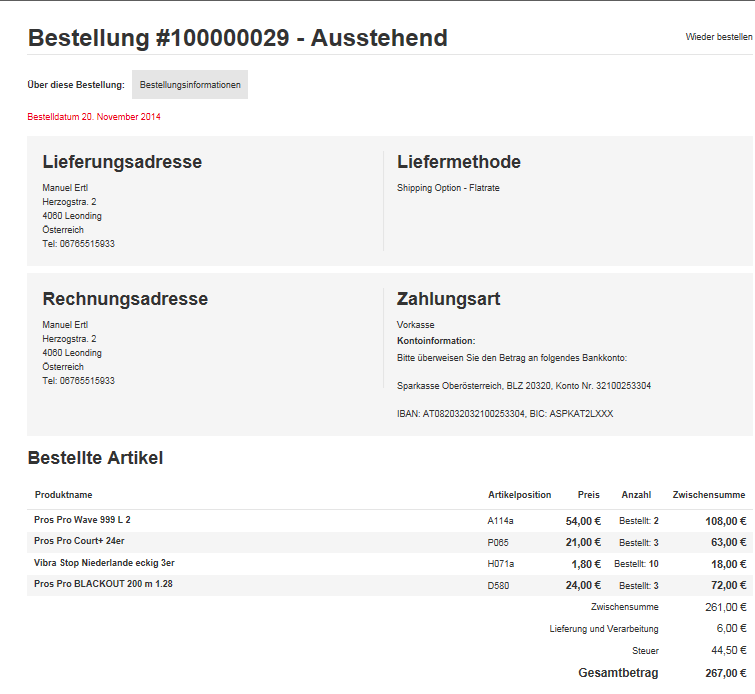 Bestellung #100000029 - Ausstehend
Wieder bestellen
Über diese Bestellung: Bestellungsinformationen
Bestelldatum 20. November 2014
Lieferungsadresse
Manuel Ertl
Herzogstra. 2
4060 Leonding
Österreich
Tel: 06765515933
Liefermethode
Shipping Option - Flatrate
Rechnungsadresse
Manuel Ertl
Herzogstra. 2
4060 Leonding
Österreich
Tel: 06765515933
Zahlungsart
Vorkasse
Kontoinformation:
Bitte überweisen Sie den Betrag an folgendes Bankkonto:
Sparkasse Oberösterreich, BLZ 20320, Konto Nr. 32100253304
IBAN: AT082032032100253304, BIC: ASPKAT2LXXX
Bestellte Artikel
Produktname Artikelposition Preis Anzahl Zwischensumme
Pros Pro Wave 999 L 2 A114a 54,00 € Bestellt: 2 108,00 €
Pros Pro Court+ 24er P065 21,00 € Bestellt: 3 63,00 €
Vibra Stop Niederlande eckig 3er H071a 1,80 € Bestellt: 10 18,00 €
Pros Pro BLACKOUT 200 m 1.28 D580 24,00 € Bestellt: 3 72,00 €
Zwischensumme 261,00 €
Lieferung und Verarbeitung 6,00 €
Steuer 44,50 €
Gesamtbetrag 267,00 €